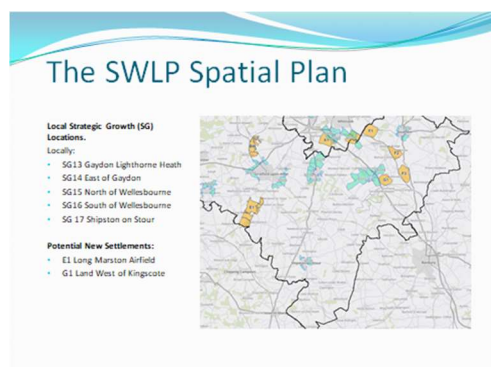 The SWLP Spatial Plan
Local Strategic Growth (SG)
Locations.
Locally:
• SG13 Gaydon Lighthorne Heath
• SG14 East of Gaydon
• SG15 North of Wellesbourne
• SG16 South of Wellesbourne
• SG 17 Shipston on Stour
Potential New Settlements:
• E1 Long Marston Airfield
• G1 Land West of Kingscote